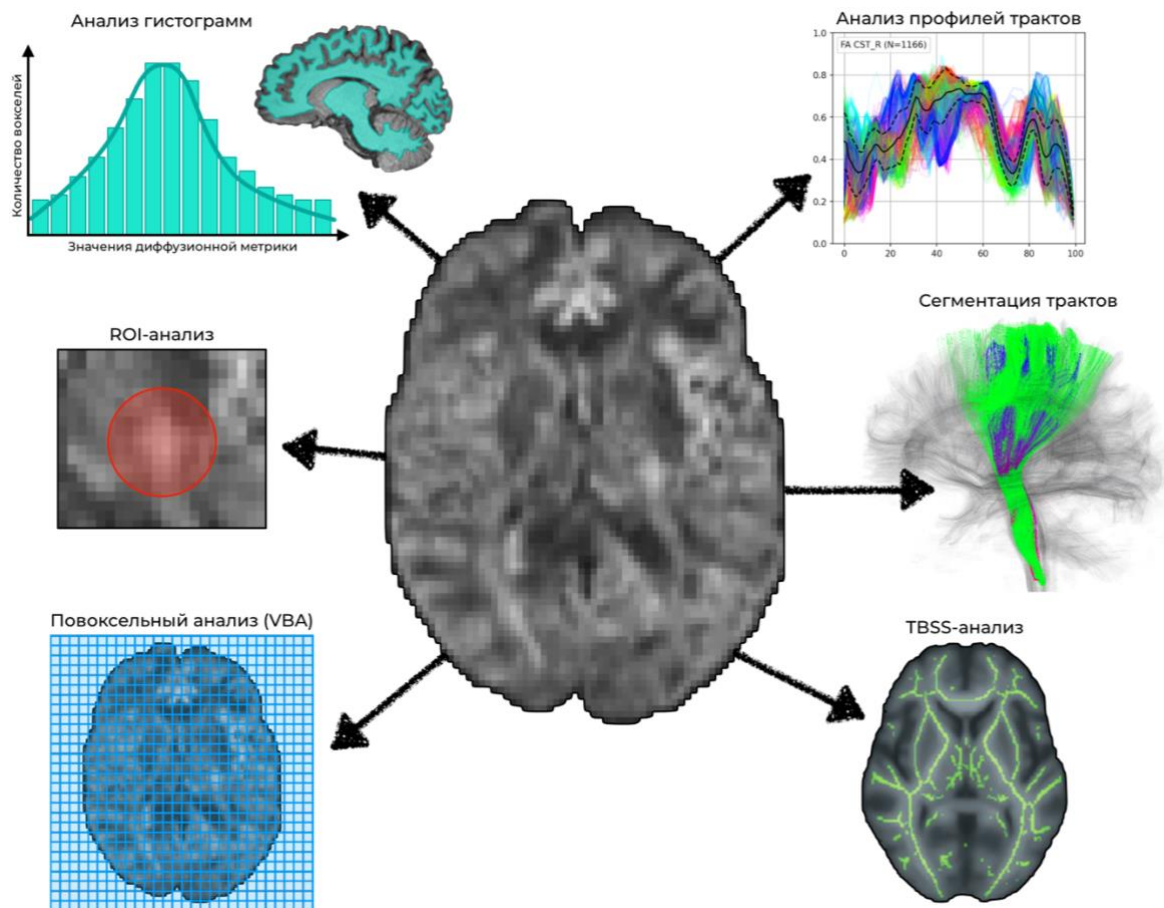 Анализ гистограмм
Количество вокселей
Значения диффузионной метрики
Анализ профилей трактов
1.0
FA CST_R (N=1166)
0.8
0.6
0.4
0.2
0.0
0 20 40 60 80 100
ROI-анализ
Сегментация трактов
Повоксельный анализ (VBA)
TBSS-анализ